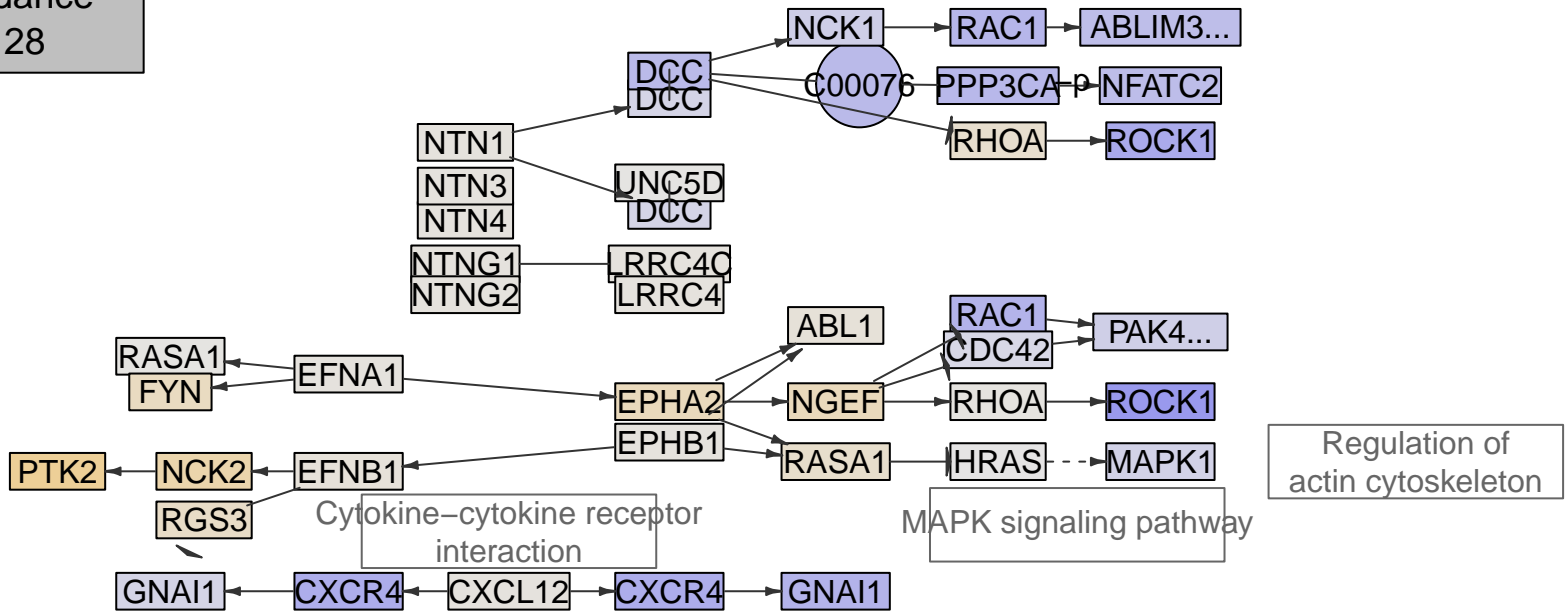 28
NCK1
RAC1
ABLIM3...
DCC
DCC
C00076
PPP3CA
+p
NFATC2
RHOA
ROCK1
NTN1
NTN3
NTN4
UNC5D
DCC
NTNG1
NTNG2
LRRC4C
LRRC4
ABL1
RAC1
CDC42
PAK4...
RASA1
FYN
EFNA1
EPHA2
EPHB1
NGEF
RHOA
ROCK1
PTK2
NCK2
EFNB1
RGS3
RASA1
HRAS
MAPK1
Regulation of
actin cytoskeleton
Cytokine–cytokine receptor
interaction
MAPK signaling pathway
GNAI1
CXCR4
CXCL12
CXCR4
GNAI1